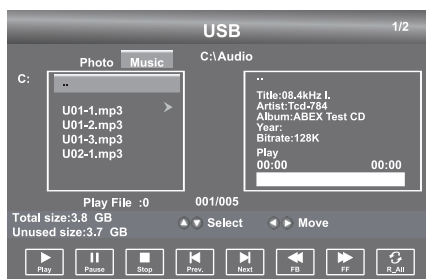 USB
1/2
Photo Music
C:\Audio
C:
..
U01-1.mp3
U01-2.mp3
U01-3.mp3
U02-1.mp3
..
Title:08.4kHz I.
Artist:Tcd-784
Album:ABEX Test CD
Year:
Bitrate:128K
Play
00:00 00:00
Play File :0 001/005
Total size:3.8 GB
Unused size:3.7 GB
Select Move
Play Pause Stop Prev. Next FB FF R_All